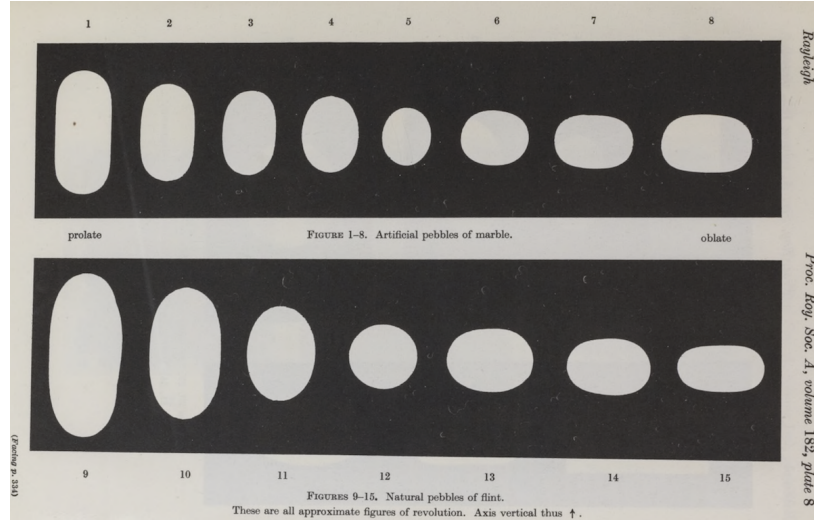 1 2 3 4 5 6 7 8
prolate
FIGURE 1–8. Artificial pebbles of marble.
oblate
9 10 11 12 13 14 15
FIGURES 9–15. Natural pebbles of flint.
These are all approximate figures of revolution. Axis vertical thus ↑.
Rayleigh
Proc. Roy. Soc. A, volume 182, plate 8
(Facing p. 334)